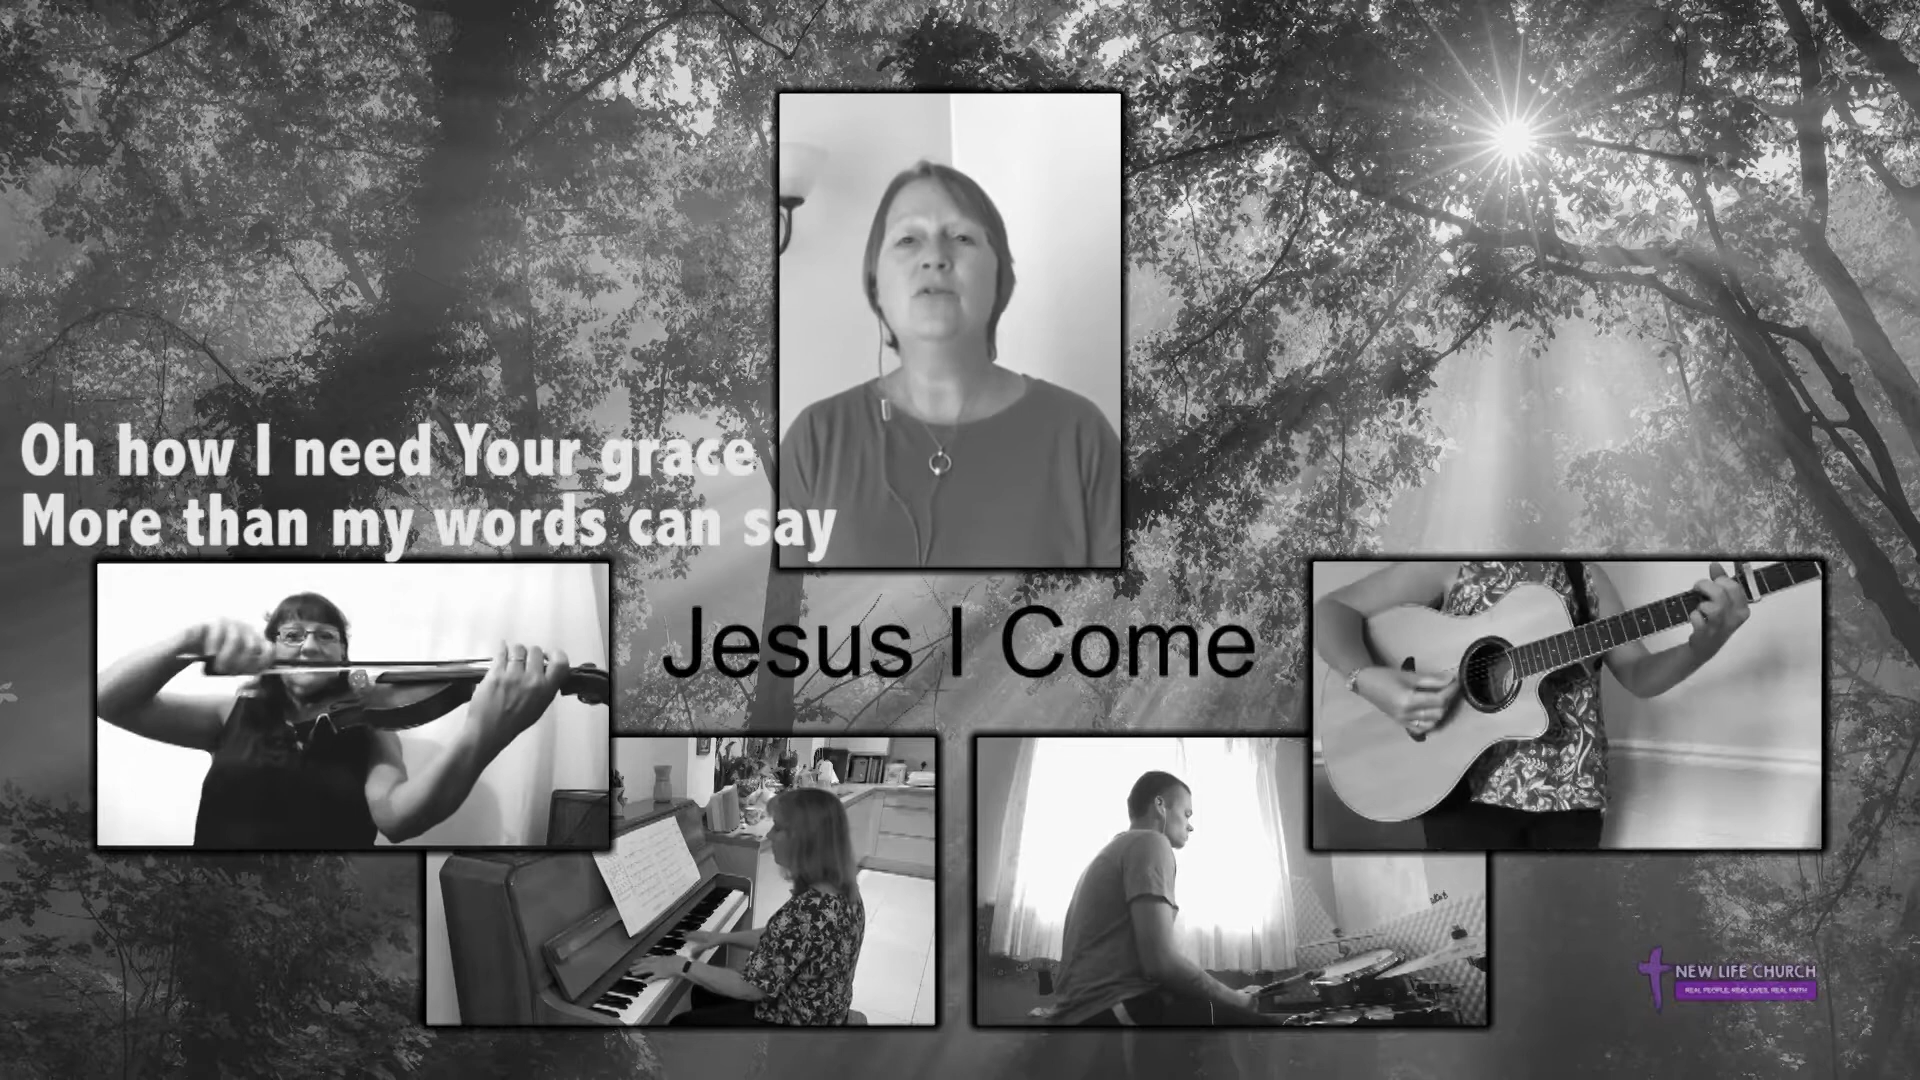 Oh how I need Your grace
More than my words can say
Jesus I Come
NEW LIFE CHURCH
REAL PEOPLE, REAL LIVES, REAL FAITH